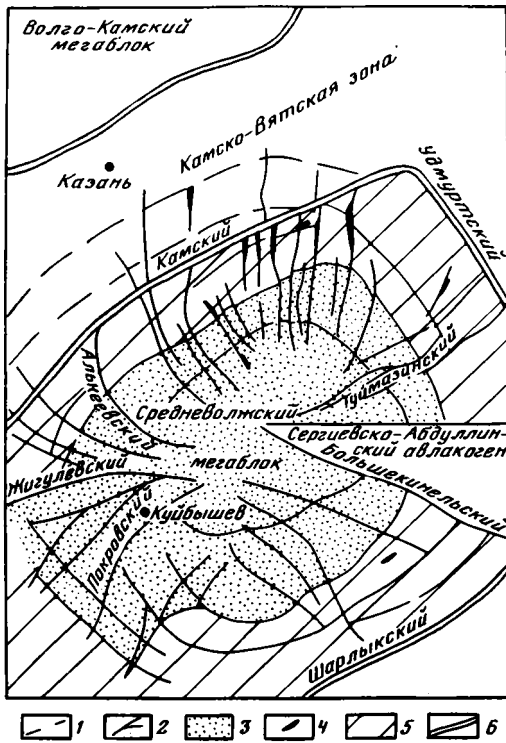 Волго-Камский
мегаблок
Камско-Вятская зона
Казань
Удмуртский
Камский
Алькеевский
Туймазинский
Средневолжский
Сергиевско-Абдуллин-
ский авлакоген
мегаблок
Большекинельский
Жигулевский
Куйбышев
Покровский
Шарлыкский
1 2 3 4 5 6